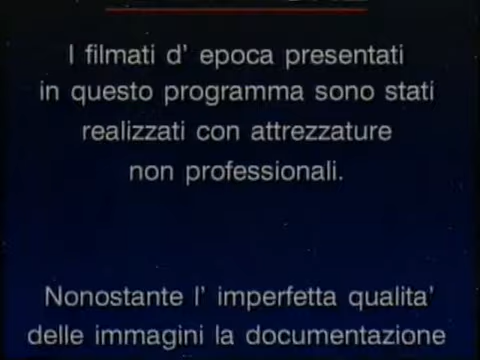 I filmati d' epoca presentati
in questo programma sono stati
realizzati con attrezzature
non professionali.
Nonostante l' imperfetta qualita'
delle immagini la documentazione